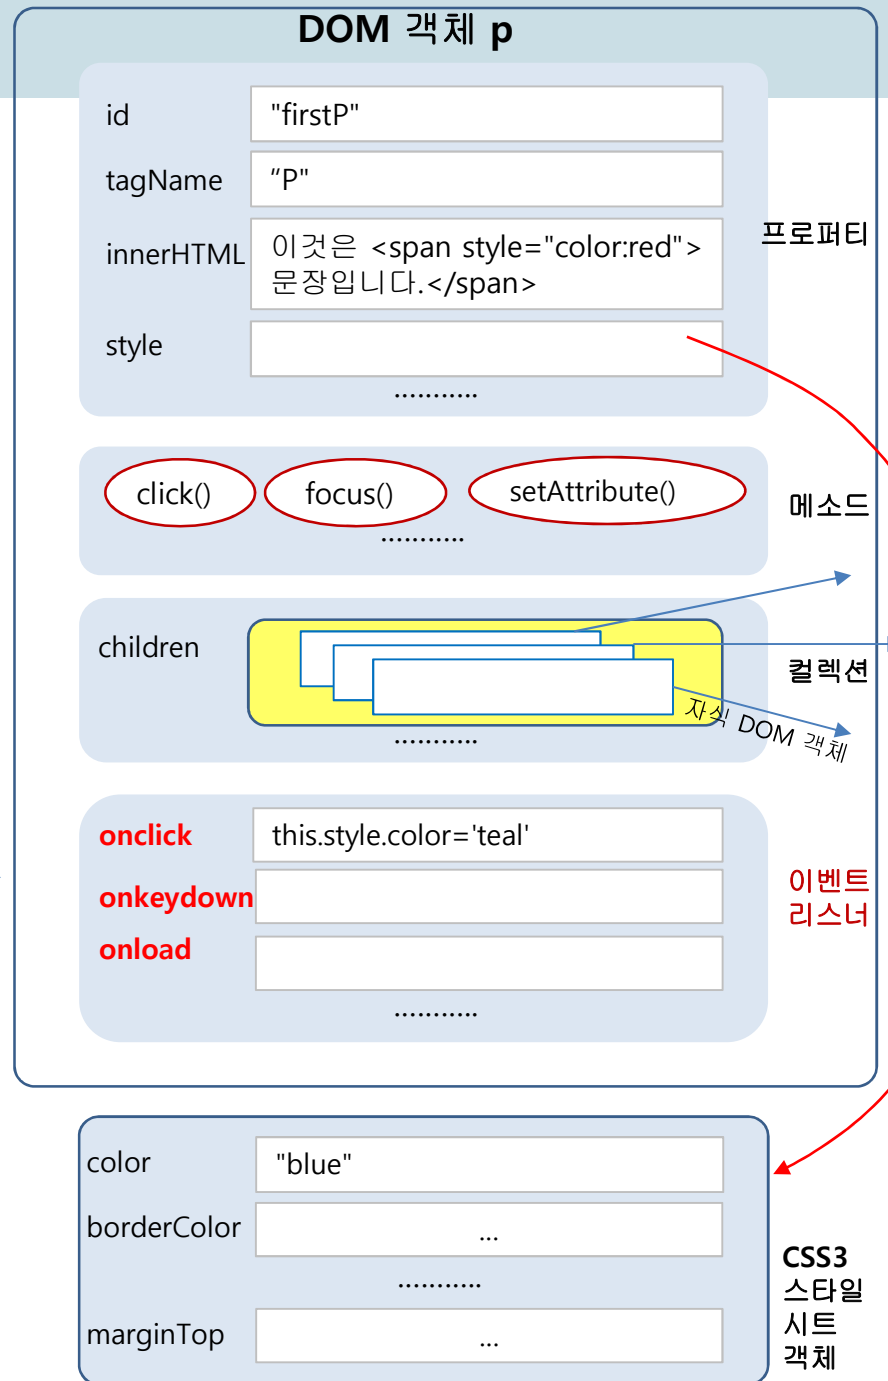 DOM 객체 p
id
"firstP"
tagName
“P"
innerHTML
이것은 <span style="color:red">
문장입니다.</span>
프로퍼티
style
...........
click()
focus()
setAttribute()
메소드
...........
children
컬렉션
자식 DOM 객체
...........
onclick
this.style.color='teal'
onkeydown
이벤트
리스너
onload
...........
color
"blue"
borderColor
...
...........
marginTop
...
CSS3
스타일
시트
객체